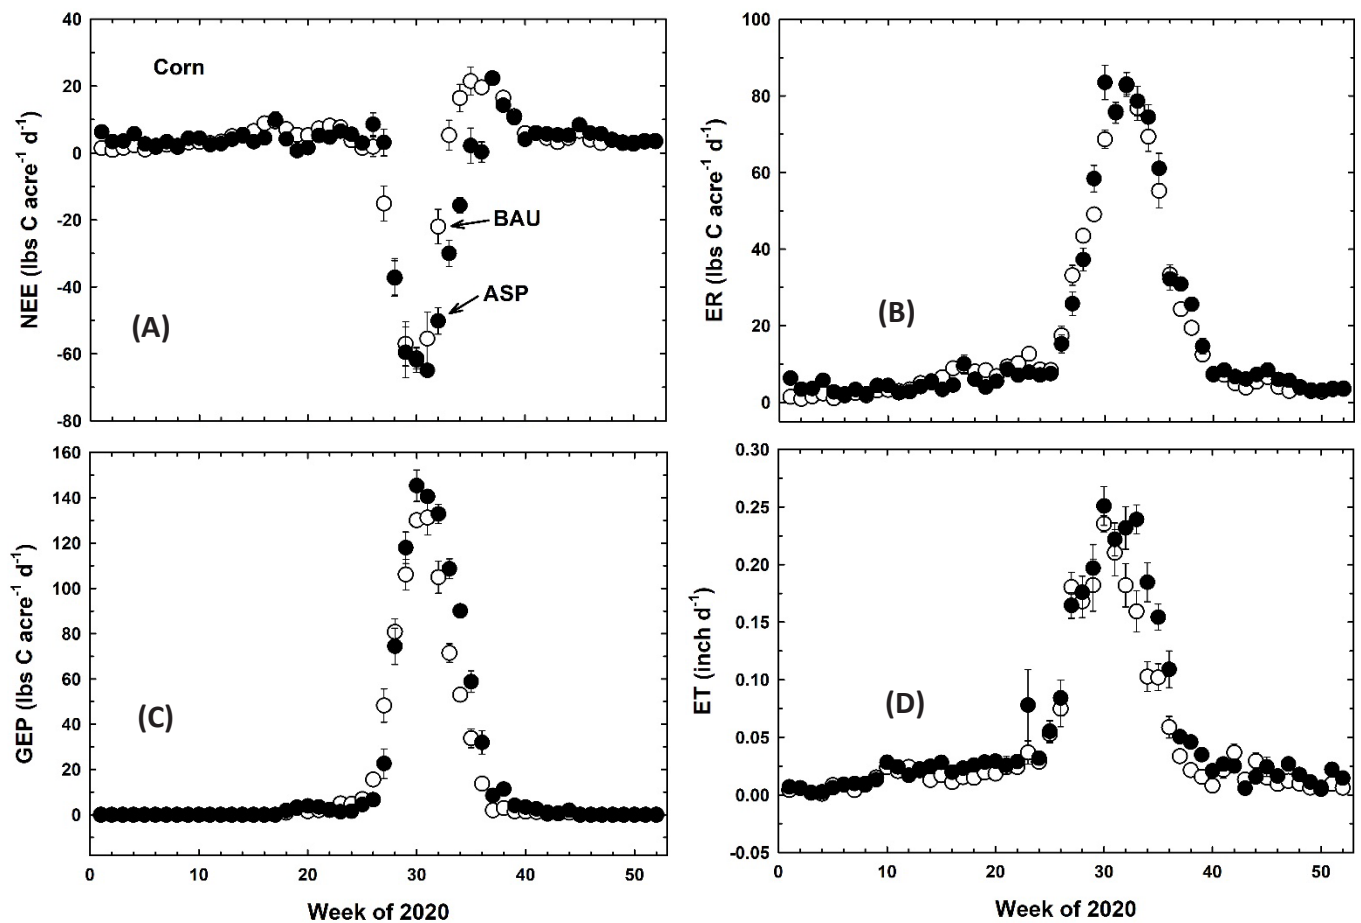 40
20
0
-20
-40
-60
-80
NEE (lbs C acre⁻¹ d⁻¹)
Corn
BAU
ASP
(A)
100
80
60
40
20
0
ER (lbs C acre⁻¹ d⁻¹)
(B)
160
140
120
100
80
60
40
20
0
GEP (lbs C acre⁻¹ d⁻¹)
(C)
0 10 20 30 40 50
Week of 2020
0.30
0.25
0.20
0.15
0.10
0.05
0.00
-0.05
ET (inch d⁻¹)
(D)
0 10 20 30 40 50
Week of 2020